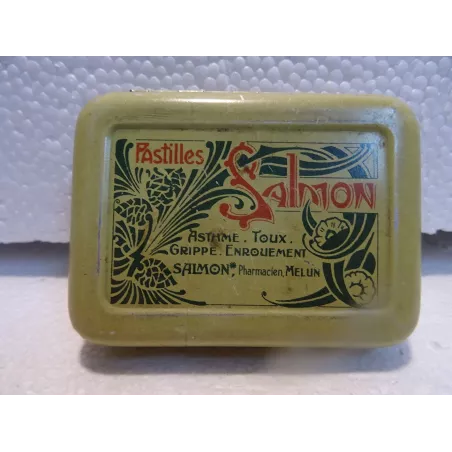 Pastilles
Salmon
Asthme. Toux.
Grippe. Enrouement
Salmon, Pharmacien, Melun